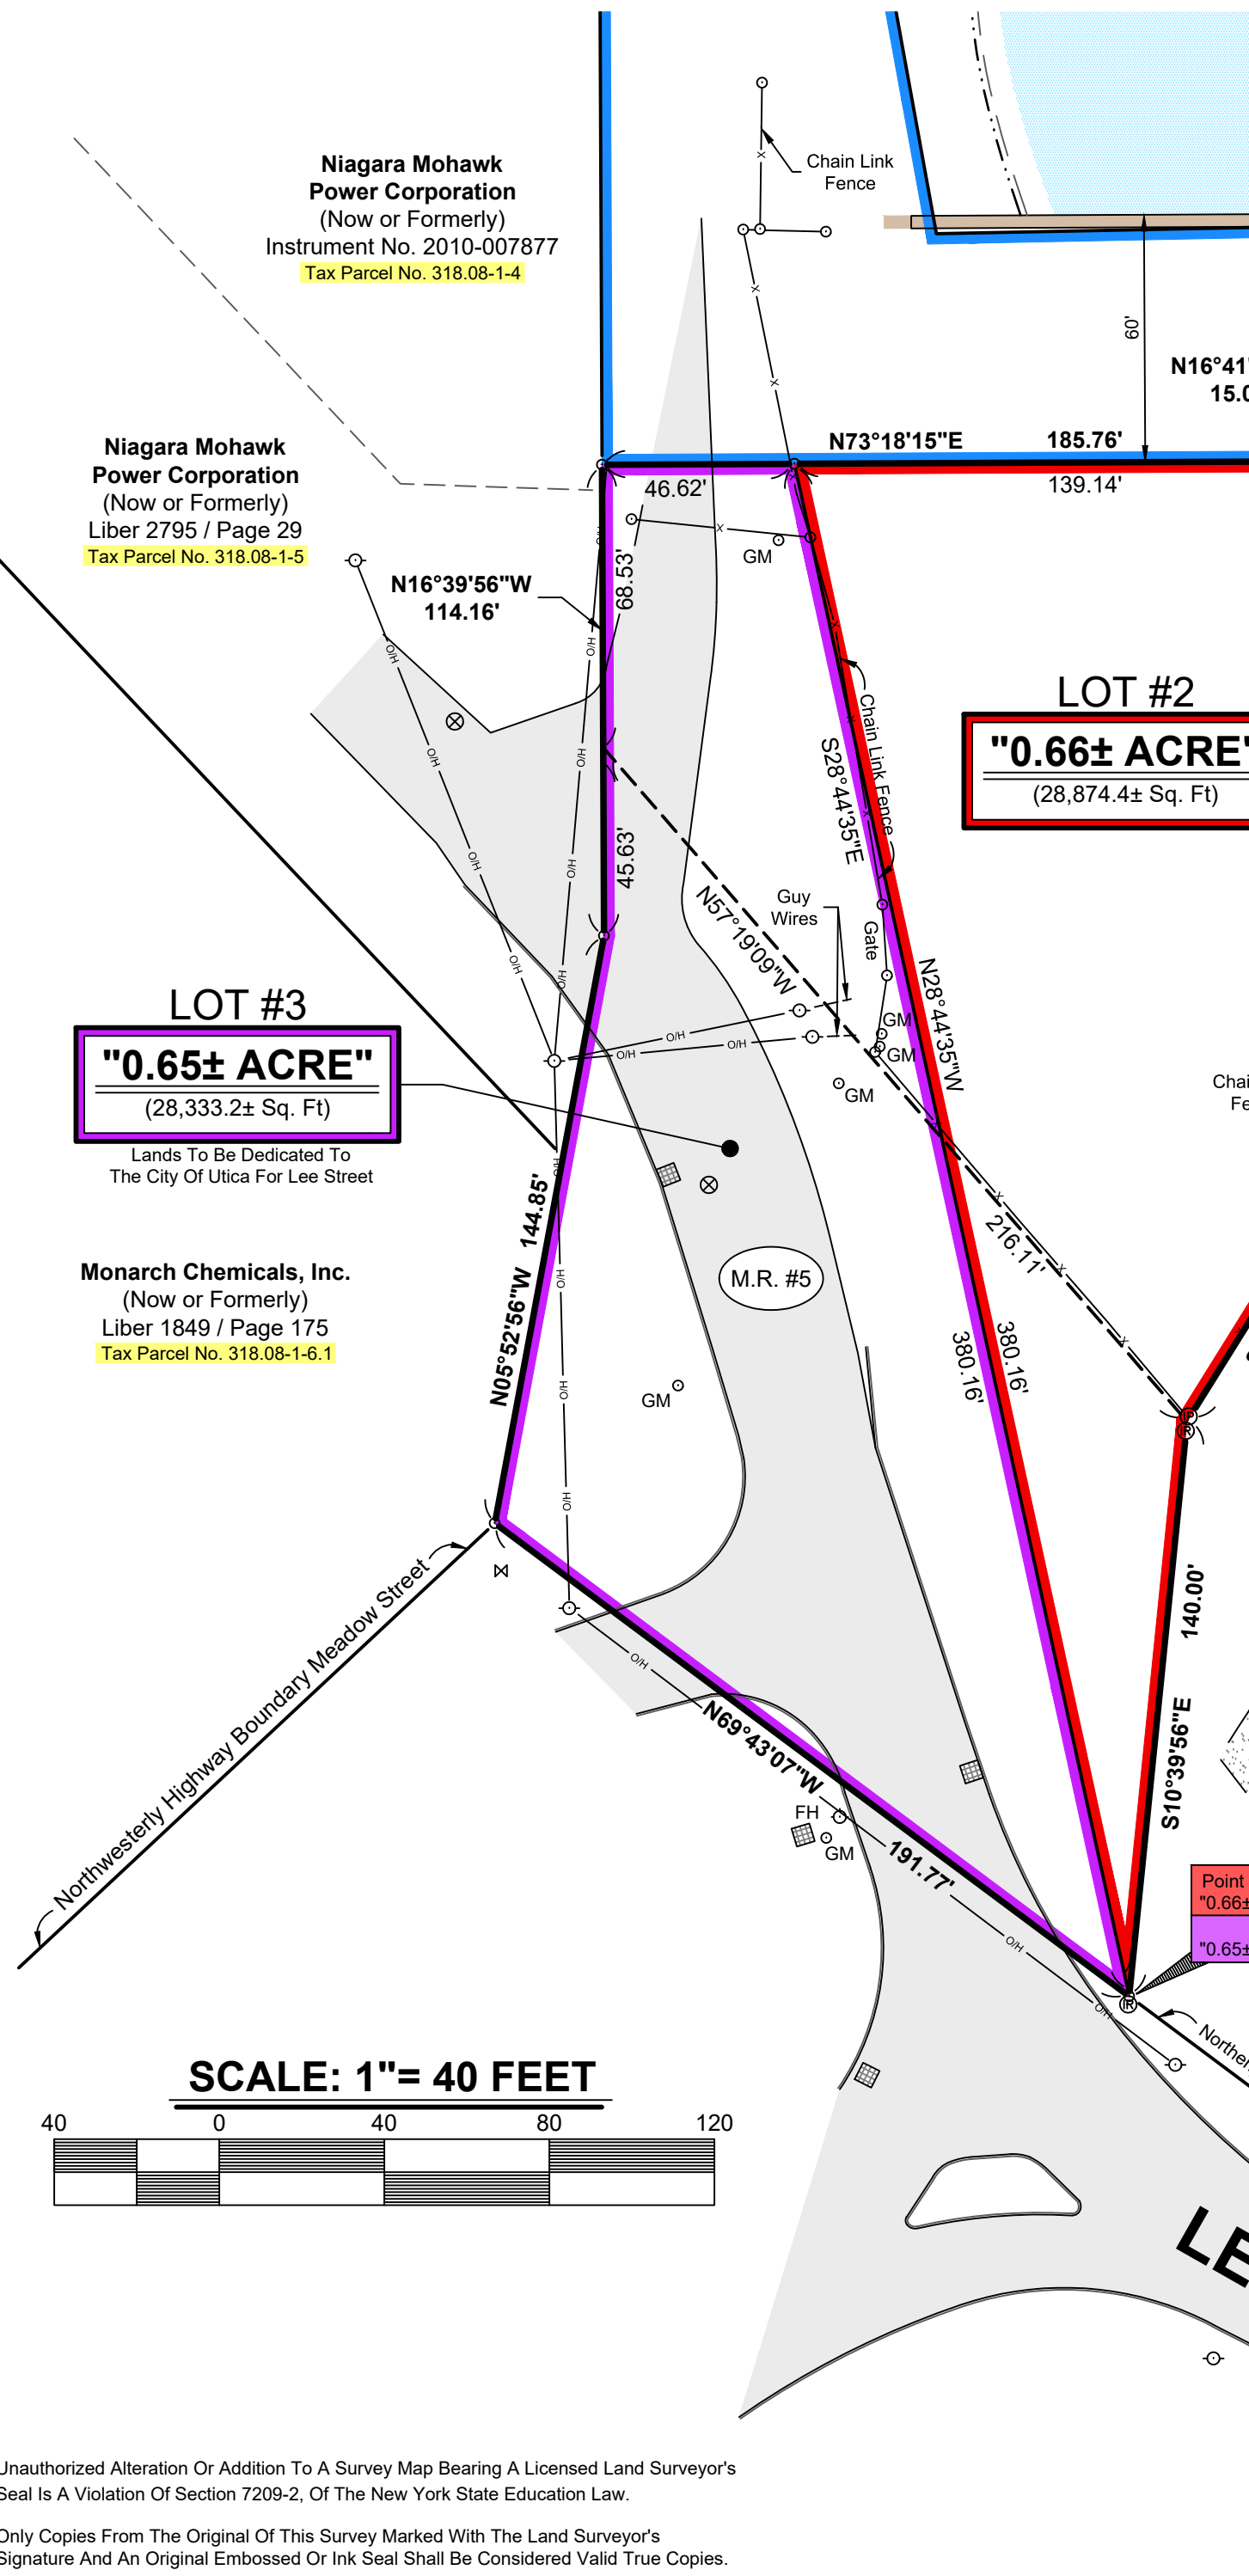 Niagara Mohawk
Power Corporation
(Now or Formerly)
Instrument No. 2010-007877
Tax Parcel No. 318.08-1-4
Chain Link
Fence
60'
N16°41'
N73°18'15"E 185.76'
46.62'
139.14'
Niagara Mohawk
Power Corporation
(Now or Formerly)
Liber 2795 / Page 29
Tax Parcel No. 318.08-1-5
N16°39'56"W
114.16'
68.53'
GM
O/H
O/H
O/H
O/H
O/H
O/H
O/H
O/H
O/H
X
X
X
X
LOT #2
"0.66± ACRE"
(28,874.4± Sq. Ft)
Chain Link Fence
S28°44'35"E
45.63'
N57°19'09"W
Guy
Wires
Gate
N28°44'35"W
GM
GM
GM
O/H
O/H
O/H
LOT #3
"0.65± ACRE"
(28,333.2± Sq. Ft)
Lands To Be Dedicated To
The City Of Utica For Lee Street
N05°52'56"W 144.85'
O/H
O/H
O/H
O/H
Monarch Chemicals, Inc.
(Now or Formerly)
Liber 1849 / Page 175
Tax Parcel No. 318.08-1-6.1
M.R. #5
216.11'
X
X
X
380.16'
380.16'
GM
IP
IR
140.00'
S10°39'56"E
Northwesterly Highway Boundary Meadow Street
O/H
N69°43'07"W
191.77'
FH
GM
O/H
O/H
Point
"0.66±
"0.65±
IR
SCALE: 1"= 40 FEET
40 0 40 80 120
Unauthorized Alteration Or Addition To A Survey Map Bearing A Licensed Land Surveyor's
Seal Is A Violation Of Section 7209-2, Of The New York State Education Law.
Only Copies From The Original Of This Survey Marked With The Land Surveyor's
Signature And An Original Embossed Or Ink Seal Shall Be Considered Valid True Copies.